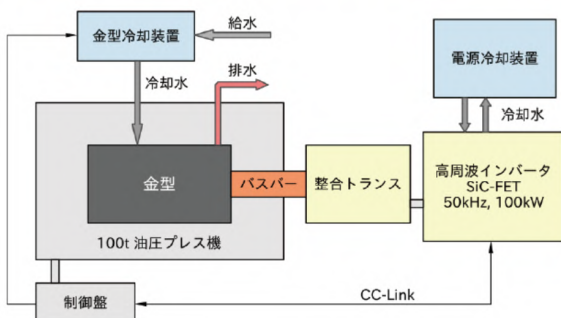 金型冷却装置
給水
電源冷却装置
冷却水
排水
冷却水
金型
バスバー
整合トランス
高周波インバータ
SiC-FET
50kHz, 100kW
100t 油圧プレス機
制御盤
CC-Link